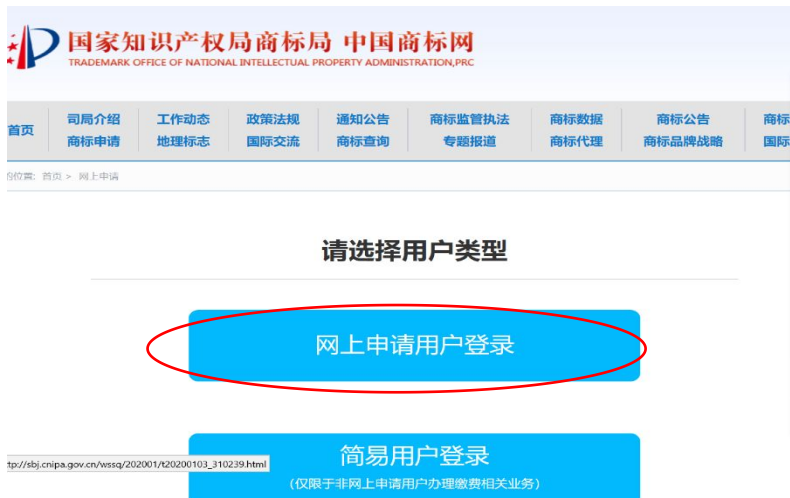 国家知识产权局商标局 中国商标网
TRADEMARK OFFICE OF NATIONAL INTELLECTUAL PROPERTY ADMINISTRATION,PRC
首页 司局介绍 工作动态 政策法规 通知公告 商标监管执法 商标数据 商标公告 商标
商标申请 地理标志 国际交流 商标查询 专题报道 商标代理 商标品牌战略 国际
的位置: 首页 > 网上申请
请选择用户类型
网上申请用户登录
简易用户登录
(仅限于非网上申请用户办理缴费相关业务)
ttp://sbj.cnipa.gov.cn/wssq/202001/t20200103_310239.html